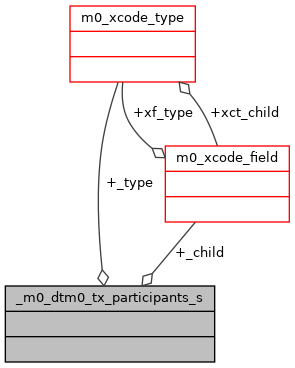 m0_xcode_type
+xf_type
+xct_child
m0_xcode_field
+_type
+_child
_m0_dtm0_tx_participants_s